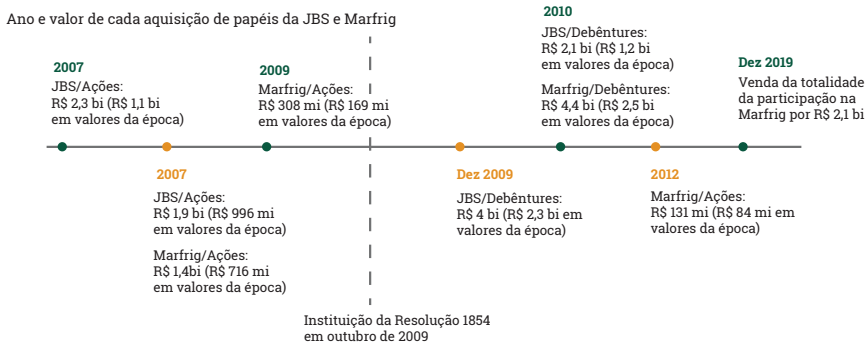 Ano e valor de cada aquisição de papéis da JBS e Marfrig
2007
JBS/Ações:
R$ 2,3 bi (R$ 1,1 bi
em valores da época)
2007
JBS/Ações:
R$ 1,9 bi (R$ 996 mi
em valores da época)
Marfrig/Ações:
R$ 1,4bi (R$ 716 mi
em valores da época)
2009
Marfrig/Ações:
R$ 308 mi (R$ 169 mi
em valores da época)
Instituição da Resolução 1854
em outubro de 2009
Dez 2009
JBS/Debêntures:
R$ 4 bi (R$ 2,3 bi em
valores da época)
2010
JBS/Debêntures:
R$ 2,1 bi (R$ 1,2 bi
em valores da época)
Marfrig/Debêntures:
R$ 4,4 bi (R$ 2,5 bi
em valores da época)
2012
Marfrig/Ações:
R$ 131 mi (R$ 84 mi em
valores da época)
Dez 2019
Venda da totalidade
da participação na
Marfrig por R$ 2,1 bi